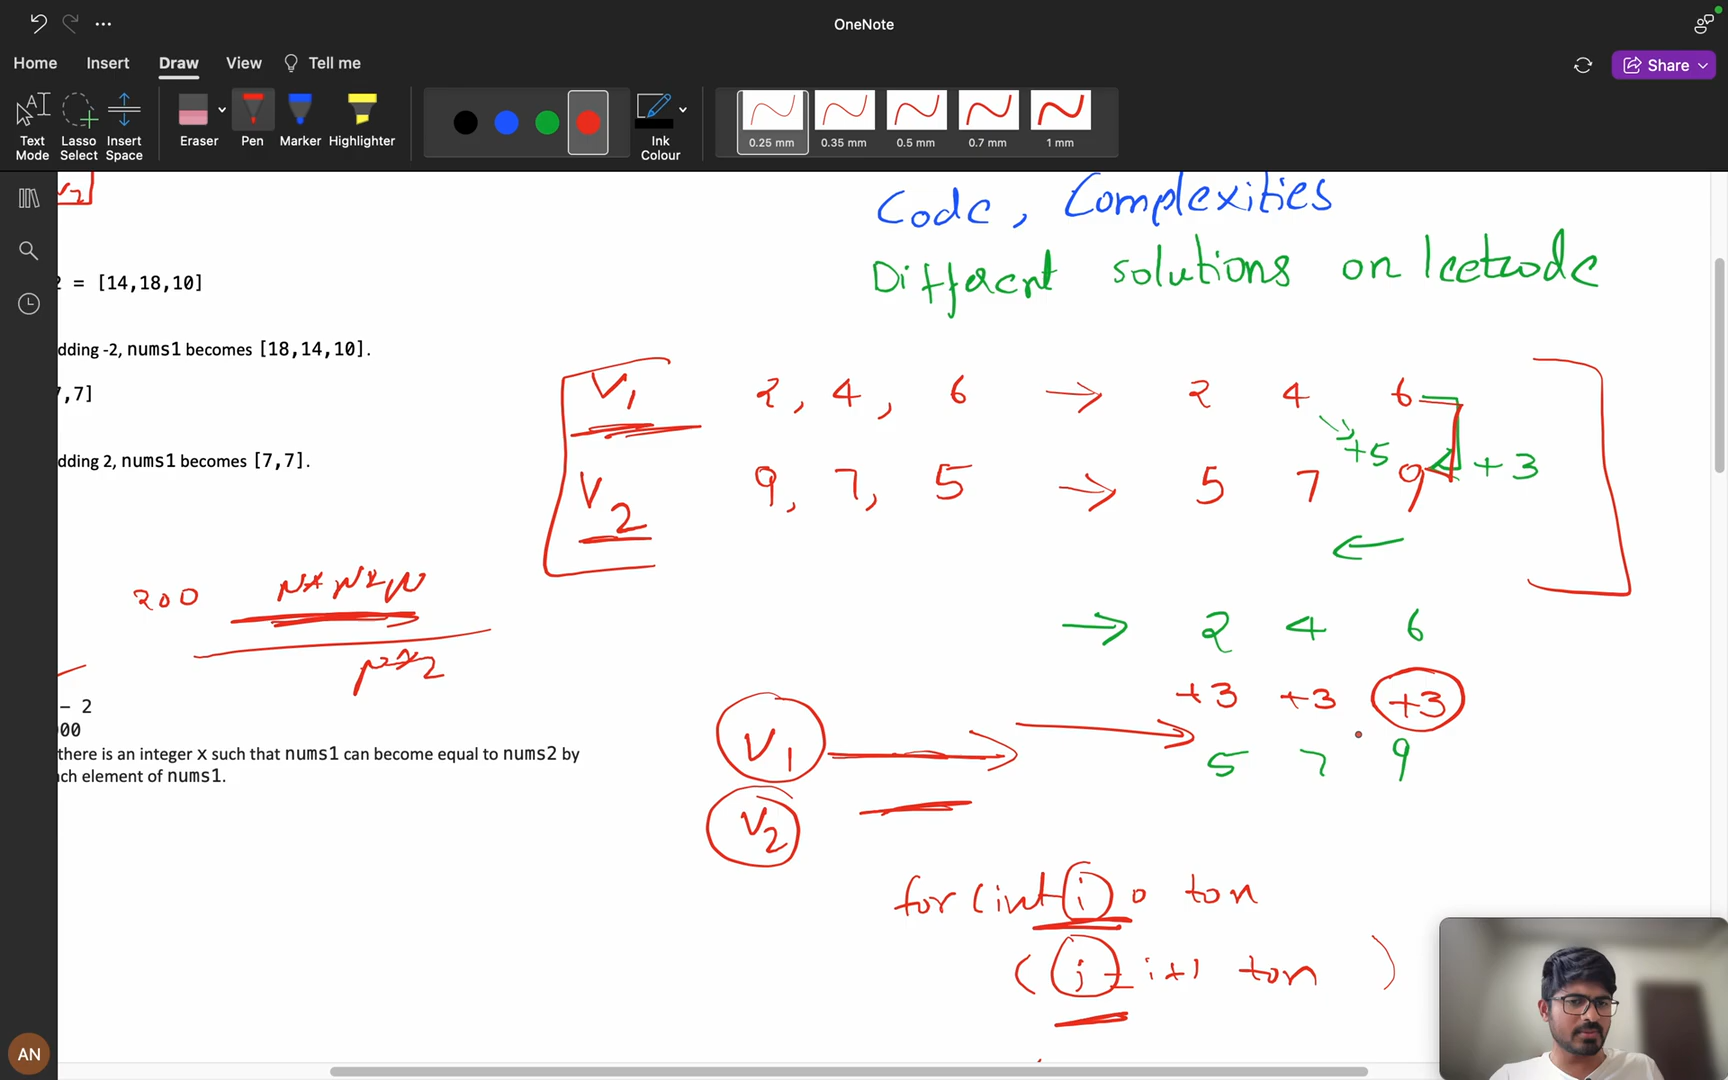 OneNote
Home Insert Draw View Tell me
Share
Text Mode
Lasso Select
Insert Space
Eraser
Pen
Marker
Highlighter
Ink Colour
0.25 mm
0.35 mm
0.5 mm
0.7 mm
1 mm
V2
Code, Complexities
Different solutions on leetcode
2 = [14,18,10]
dding -2, nums1 becomes [18,14,10].
7,7]
dding 2, nums1 becomes [7,7].
V1 2, 4, 6 → 2 4 6
+5 +3
V2 9, 7, 5 → 5 7 9
←
200 N*N*N
N*2
→ 2 4 6
+3 +3 +3
5 7 9
V1
V2
- 2
00
there is an integer x such that nums1 can become equal to nums2 by
ach element of nums1.
for (int i 0 to n
( j = i+1 to n )
AN